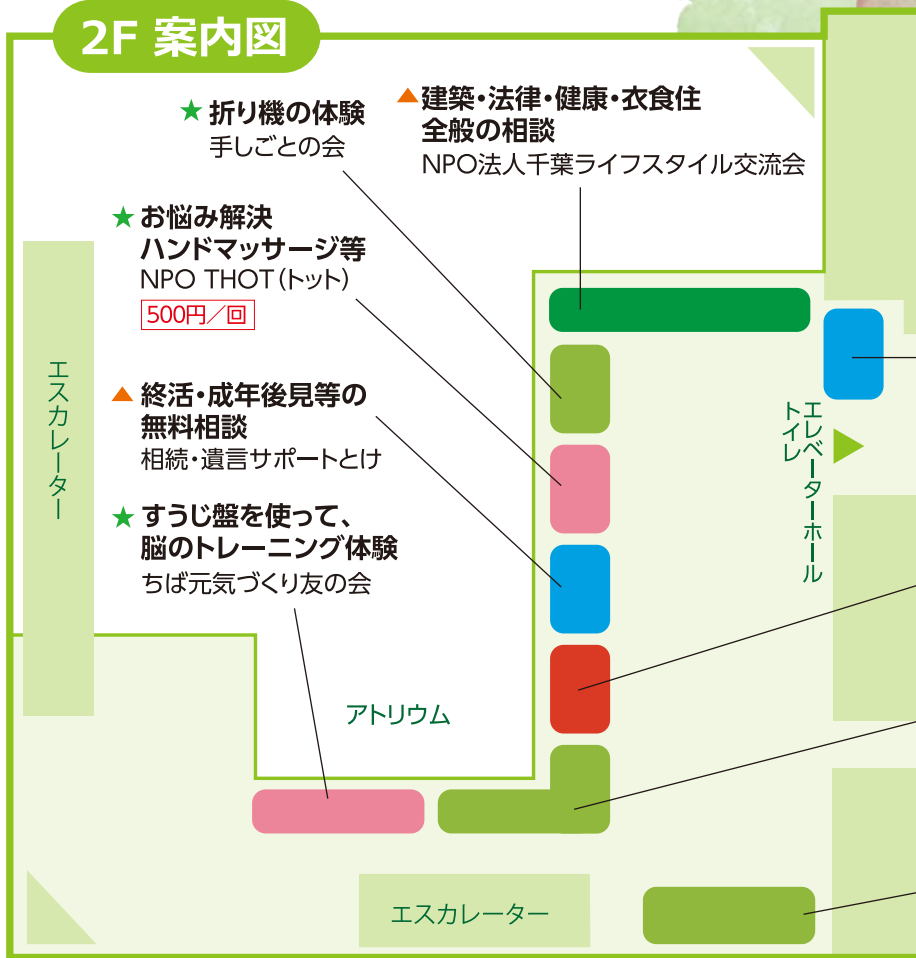 2F 案内図
★ 折り機の体験
手しごとの会
▲建築・法律・健康・衣食住
全般の相談
NPO法人千葉ライフスタイル交流会
★ お悩み解決
ハンドマッサージ等
NPO THOT(トット)
500円／回
▲ 終活・成年後見等の
無料相談
相続・遺言サポートとけ
★ すうじ盤を使って、
脳のトレーニング体験
ちば元気づくり友の会
エスカレーター
アトリウム
エレベーターホール
トイレ
エスカレーター